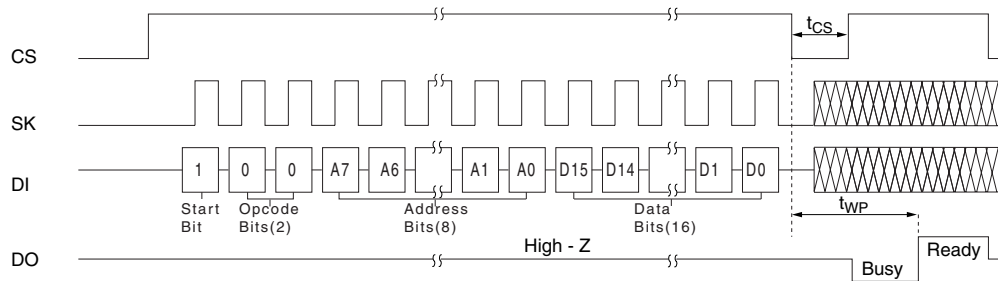 CS
tCS
SK
DI
1 0 0 A7 A6 A1 A0 D15 D14 D1 D0
Start Bit
Opcode Bits(2)
Address Bits(8)
Data Bits(16)
tWP
DO
High - Z
Busy
Ready